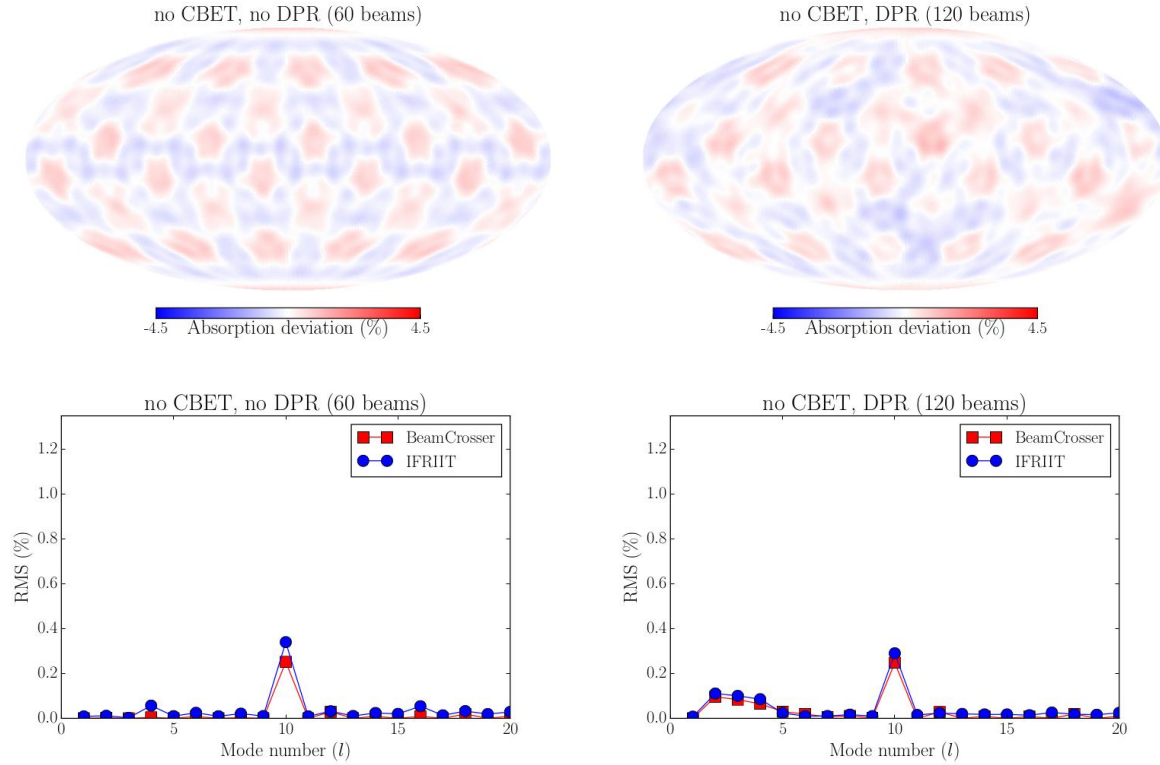 no CBET, no DPR (60 beams)
no CBET, DPR (120 beams)
-4.5 Absorption deviation (%) 4.5
-4.5 Absorption deviation (%) 4.5
no CBET, no DPR (60 beams)
1.2
1.0
0.8
0.6
0.4
0.2
0.0
RMS (%)
BeamCrosser
IFRIIT
0 5 10 15 20
Mode number (l)
no CBET, DPR (120 beams)
1.2
1.0
0.8
0.6
0.4
0.2
0.0
RMS (%)
BeamCrosser
IFRIIT
0 5 10 15 20
Mode number (l)